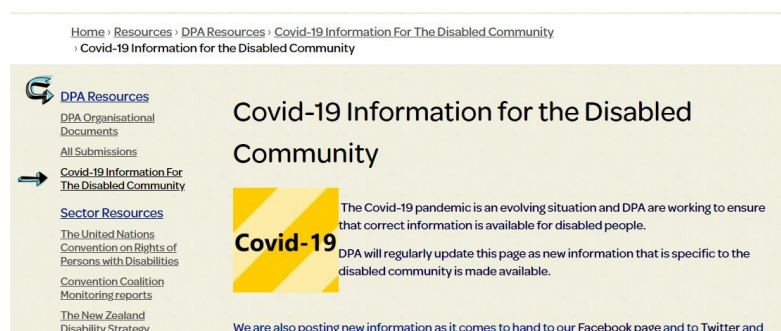 Home › Resources › DPA Resources › Covid-19 Information For The Disabled Community
› Covid-19 Information for the Disabled Community
DPA Resources
DPA Organisational
Documents
All Submissions
Covid-19 Information For
The Disabled Community
Sector Resources
The United Nations
Convention on Rights of
Persons with Disabilities
Convention Coalition
Monitoring reports
The New Zealand
Disability Strategy
Covid-19 Information for the Disabled
Community
Covid-19
The Covid-19 pandemic is an evolving situation and DPA are working to ensure
that correct information is available for disabled people.
DPA will regularly update this page as new information that is specific to the
disabled community is made available.
We are also posting new information as it comes to hand to our Facebook page and to Twitter and